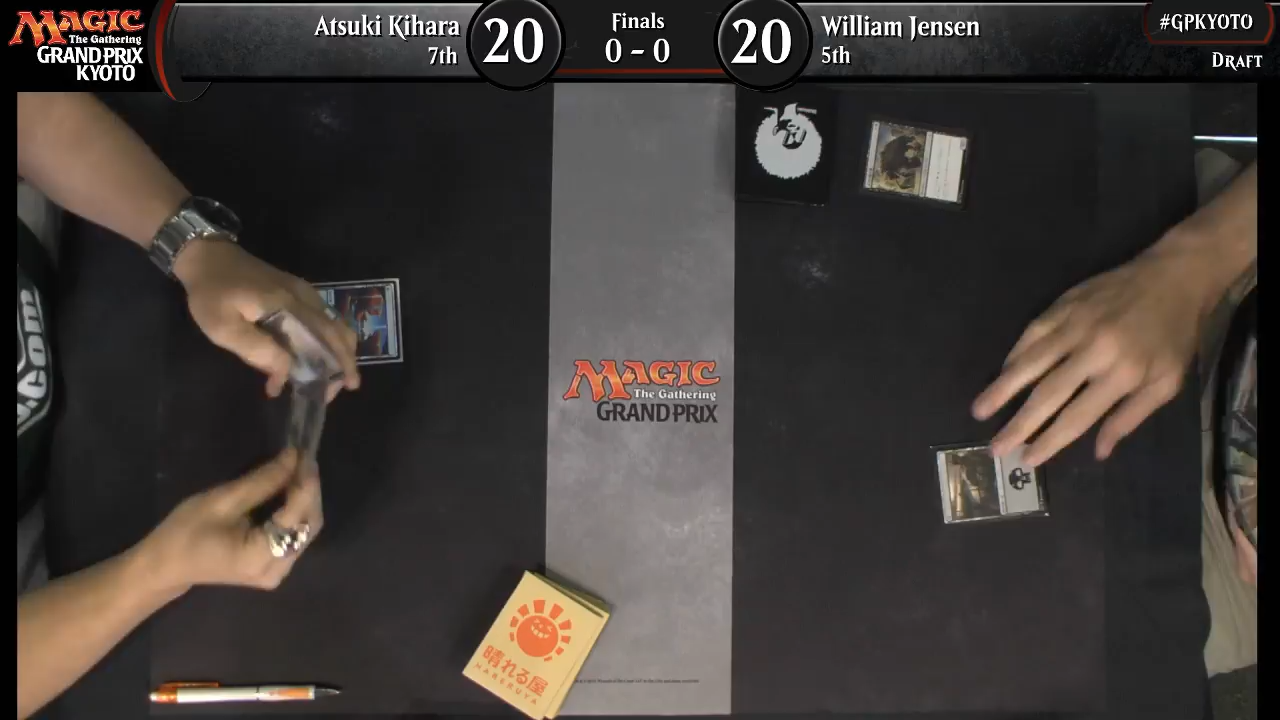 MAGIC
The Gathering
GRAND PRIX
KYOTO
Atsuki Kihara
7th
20
Finals
0 - 0
20
William Jensen
5th
#GPKYOTO
DRAFT
MAGIC
The Gathering
GRAND PRIX
晴れる屋
HARERUYA
.com